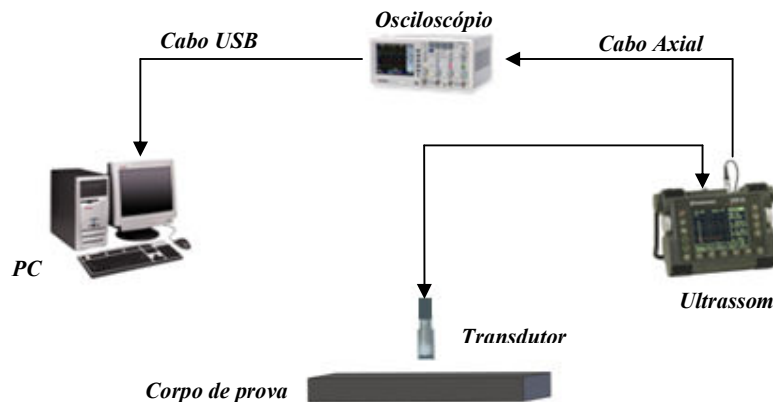 Osciloscópio
Cabo USB
Cabo Axial
PC
Ultrassom
Transdutor
Corpo de prova